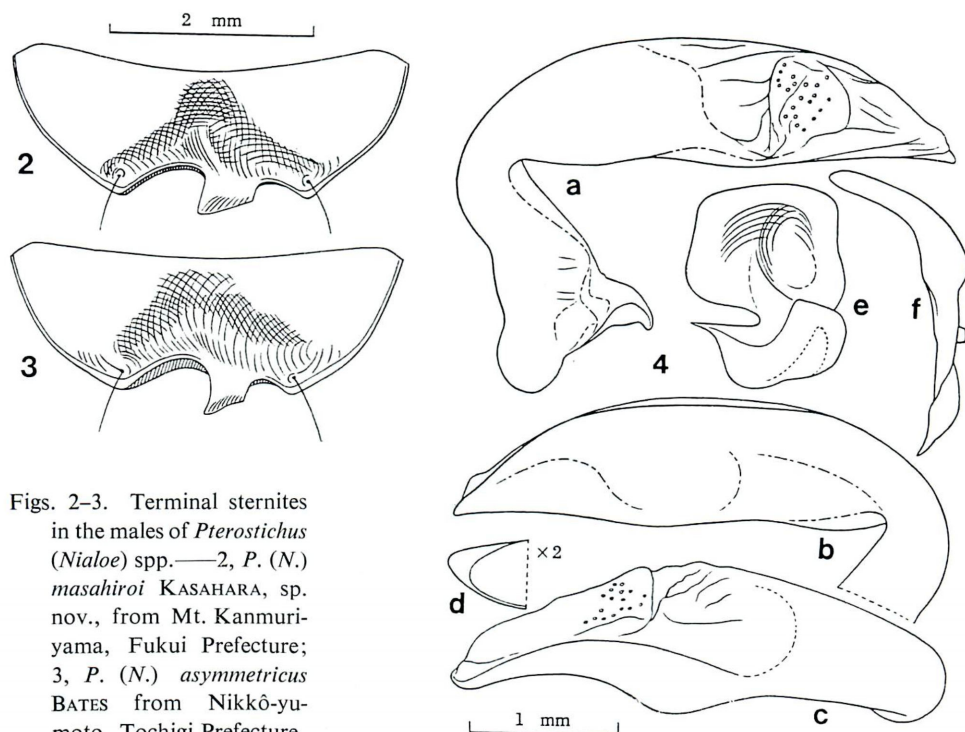 2 mm
2
3
a
e
f
4
b
×2
d
c
1 mm
Figs. 2–3. Terminal sternites
in the males of Pterostichus
(Nialoe) spp.——2, P. (N.)
masahiroi KASAHARA, sp.
nov., from Mt. Kanmuri-
yama, Fukui Prefecture;
3, P. (N.) asymmetricus
BATES from Nikkô-yu-
moto, Tochigi Prefecture.